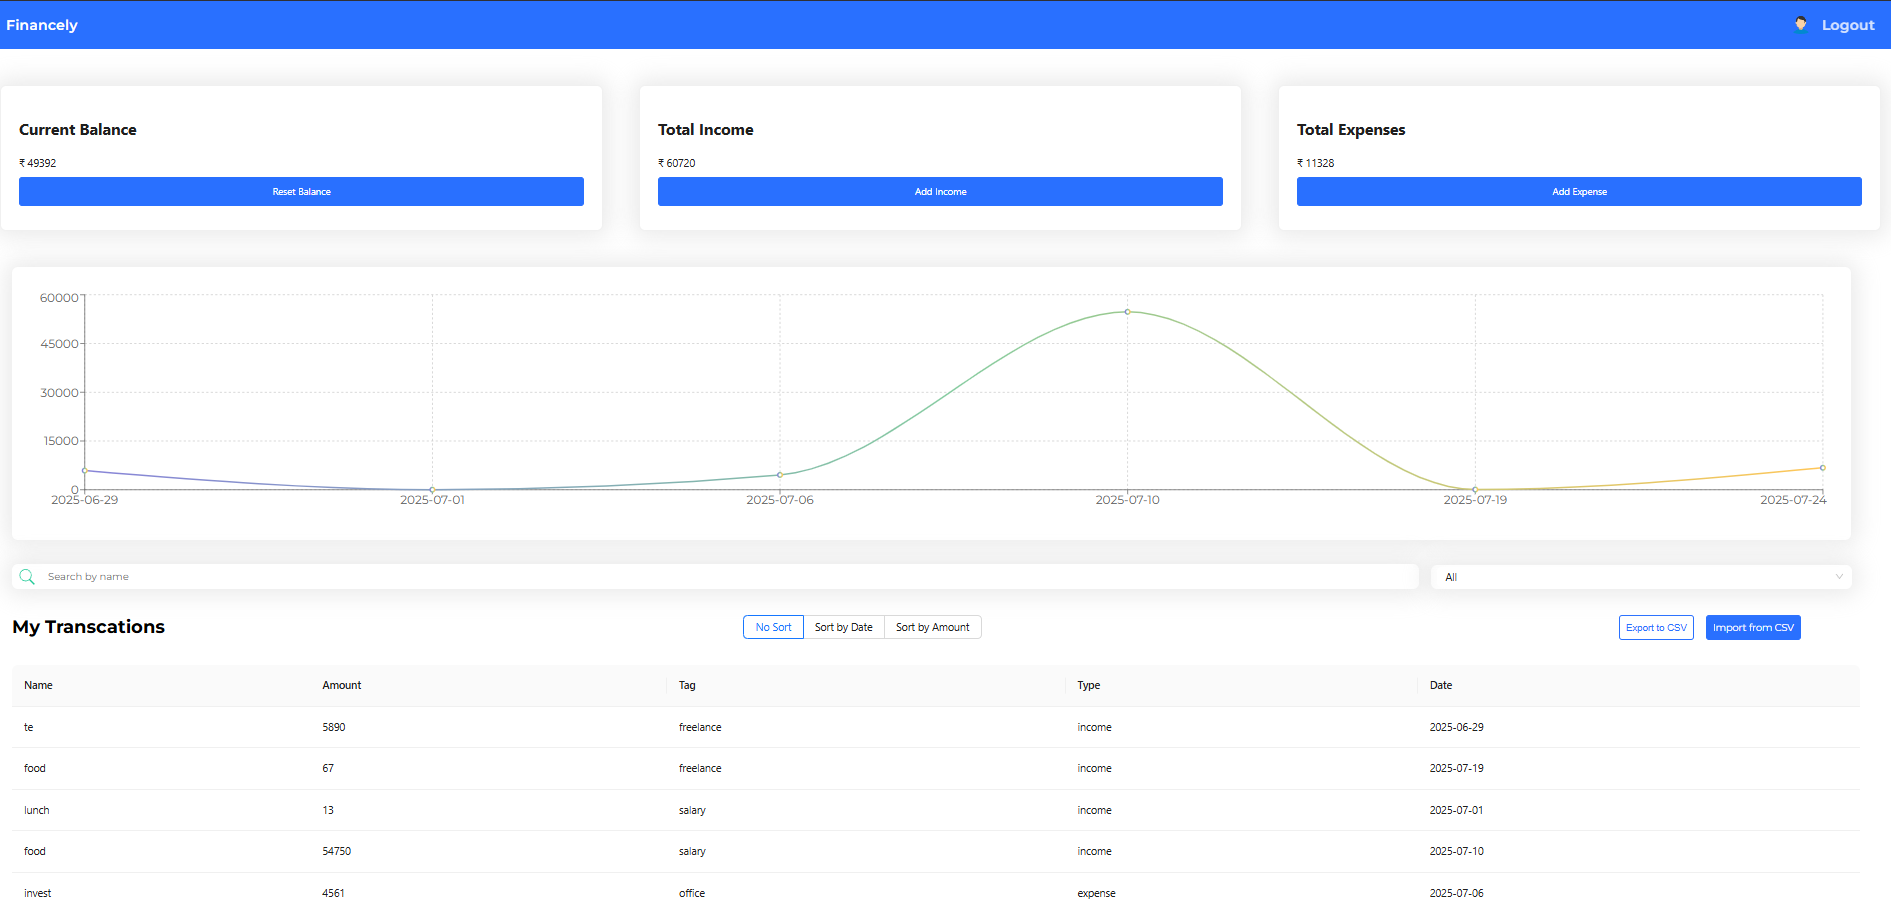 Financely
Logout
Current Balance
Total Income
Total Expenses
₹ 49392
₹ 60720
₹ 11328
Reset Balance
Add Income
Add Expense
60000
45000
30000
15000
0
2025-06-29 2025-07-01 2025-07-06 2025-07-10 2025-07-19 2025-07-24
Search by name
All
My Transcations
No Sort Sort by Date Sort by Amount
Export to CSV Import from CSV
Name Amount Tag Type Date
te 5890 freelance income 2025-06-29
food 67 freelance income 2025-07-19
lunch 13 salary income 2025-07-01
food 54750 salary income 2025-07-10
invest 4561 office expense 2025-07-06